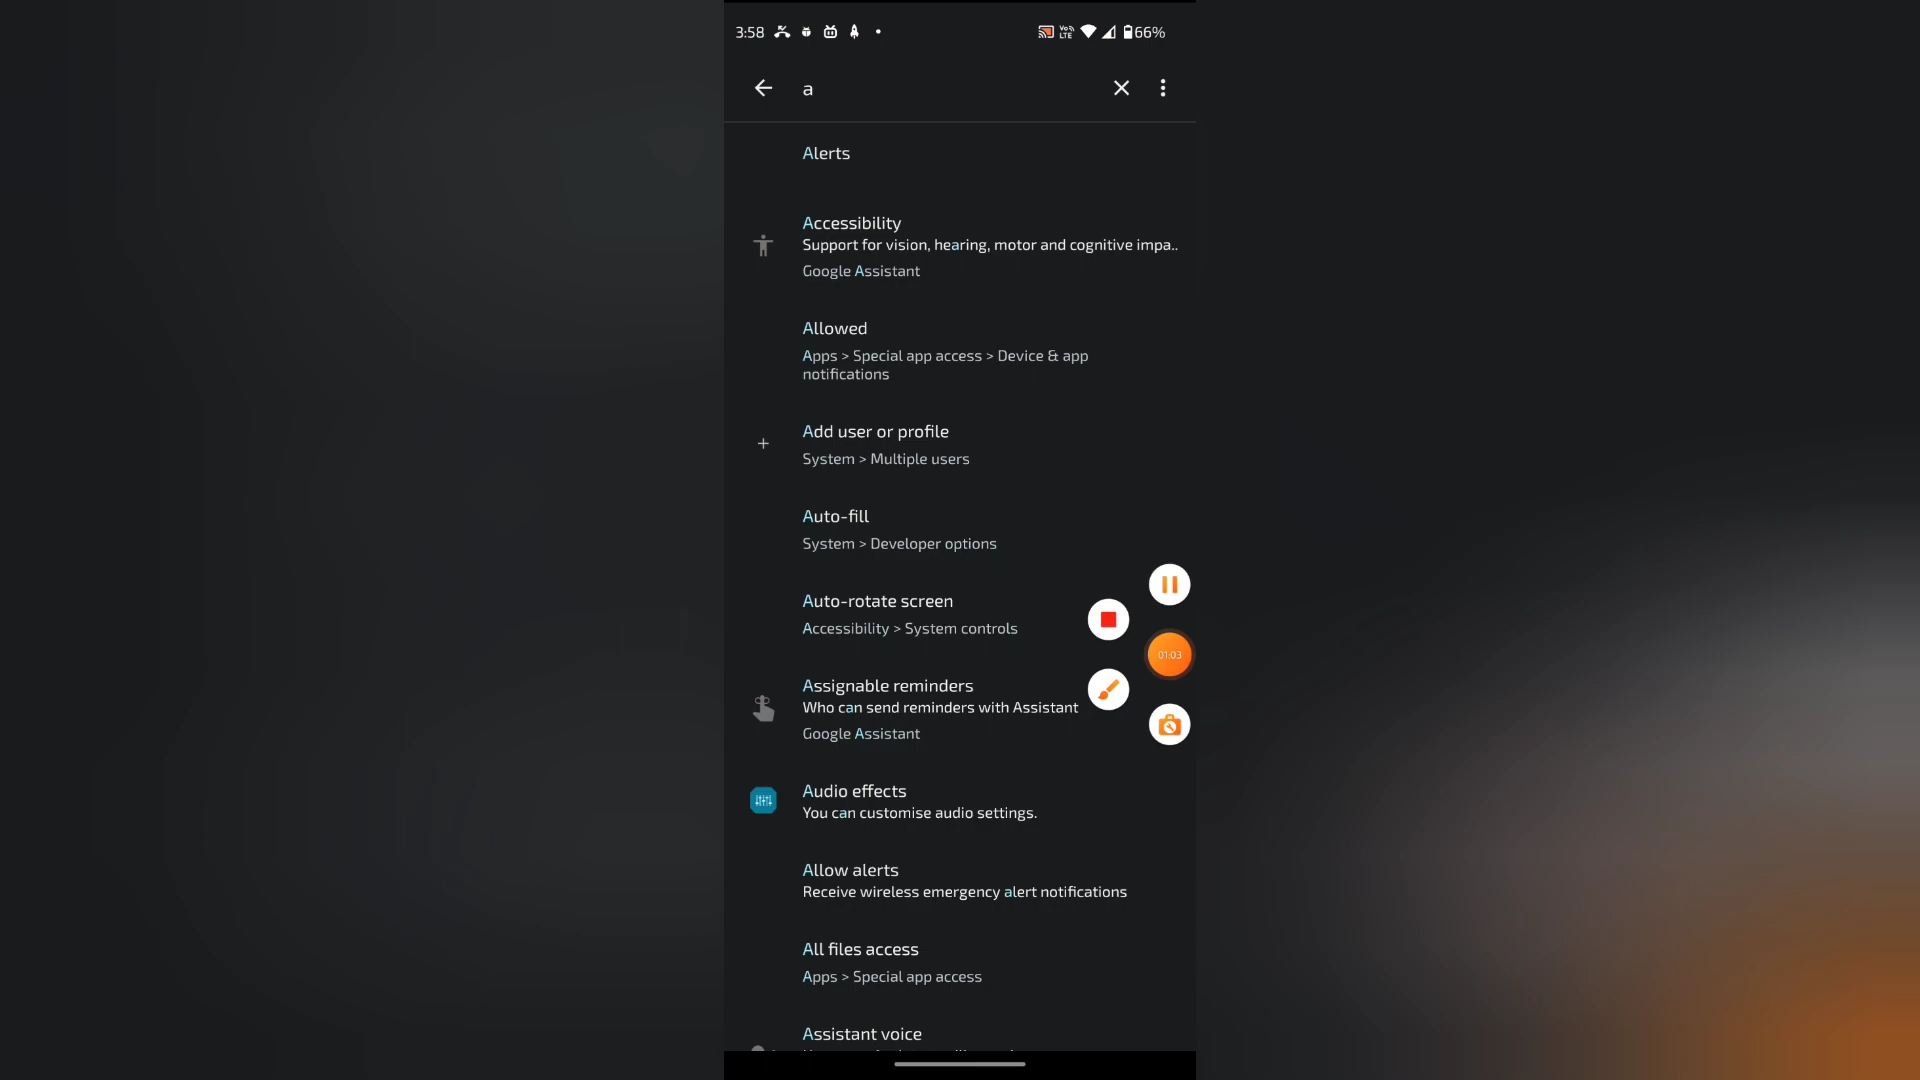 3:58
VoLTE
66%
a
Alerts
Accessibility
Support for vision, hearing, motor and cognitive impa..
Google Assistant
Allowed
Apps > Special app access > Device & app
notifications
Add user or profile
System > Multiple users
Auto-fill
System > Developer options
Auto-rotate screen
Accessibility > System controls
Assignable reminders
Who can send reminders with Assistant
Google Assistant
01:03
Audio effects
You can customise audio settings.
Allow alerts
Receive wireless emergency alert notifications
All files access
Apps > Special app access
Assistant voice